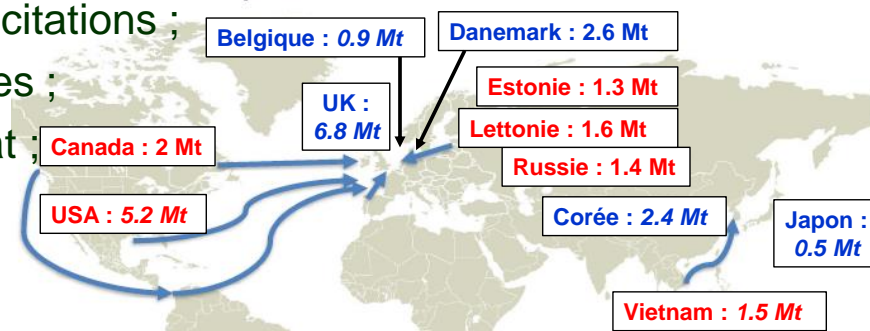 citations ;
es ;
at ;
Belgique : 0.9 Mt
Danemark : 2.6 Mt
UK :
6.8 Mt
Estonie : 1.3 Mt
Lettonie : 1.6 Mt
Russie : 1.4 Mt
Canada : 2 Mt
USA : 5.2 Mt
Corée : 2.4 Mt
Japon :
0.5 Mt
Vietnam : 1.5 Mt